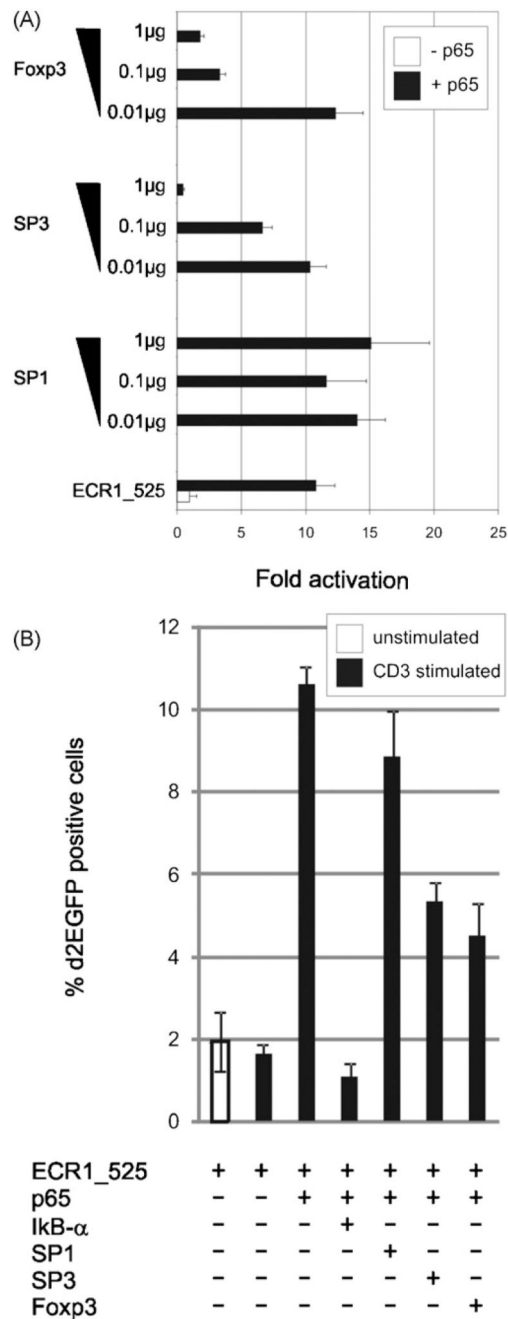 (A)
1µg
Foxp3
0.1µg
0.01µg
- p65
+ p65
1µg
SP3
0.1µg
0.01µg
1µg
SP1
0.1µg
0.01µg
ECR1_525
0 5 10 15 20 25
Fold activation
(B)
unstimulated
CD3 stimulated
% d2EGFP positive cells
12
10
8
6
4
2
0
ECR1_525 + + + + + + +
p65 – – + + + + +
IkB-α – – – + – – –
SP1 – – – – + – –
SP3 – – – – – + –
Foxp3 – – – – – – +